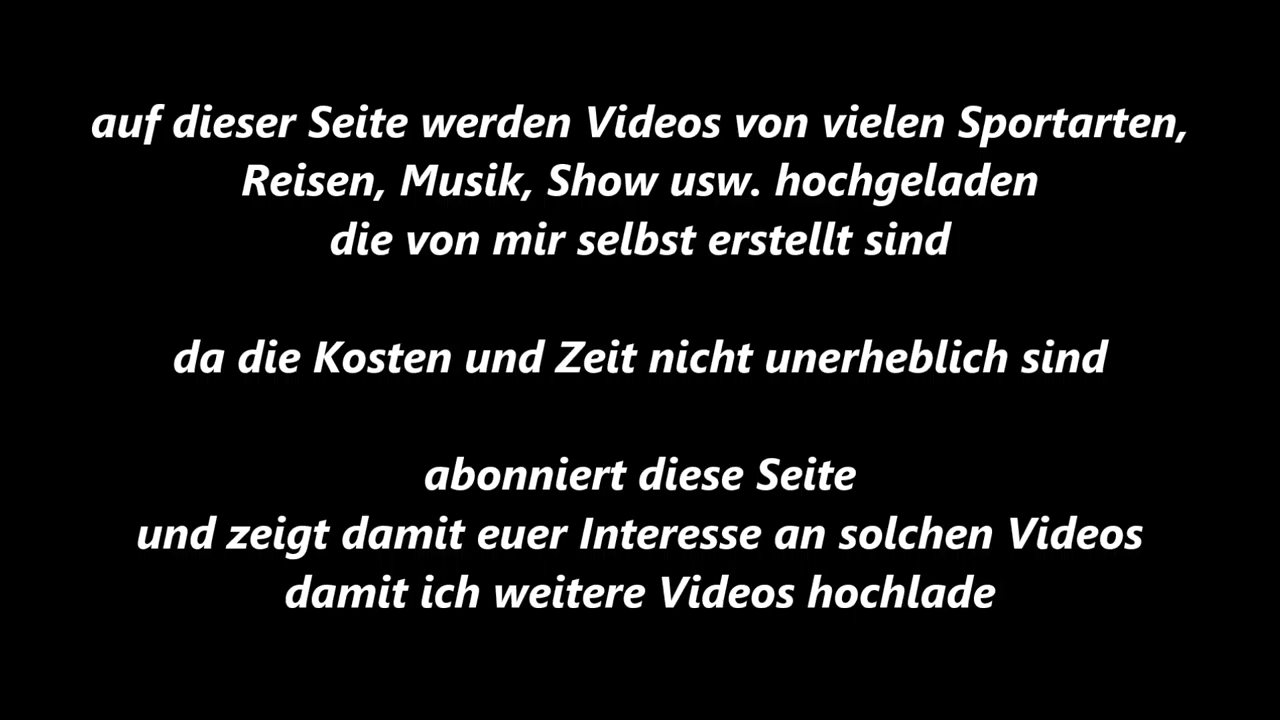 auf dieser Seite werden Videos von vielen Sportarten,
Reisen, Musik, Show usw. hochgeladen
die von mir selbst erstellt sind
da die Kosten und Zeit nicht unerheblich sind
abonniert diese Seite
und zeigt damit euer Interesse an solchen Videos
damit ich weitere Videos hochlade